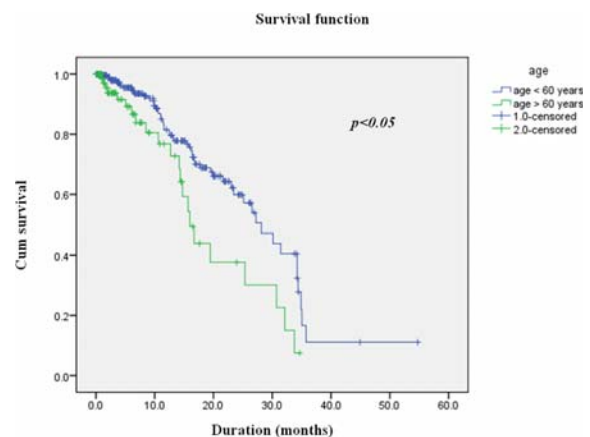 Survival function
age
age < 60 years
age > 60 years
1.0-censored
2.0-censored
p<0.05
Cum survival
1.0
0.8
0.6
0.4
0.2
0.0
0.0 10.0 20.0 30.0 40.0 50.0 60.0
Duration (months)